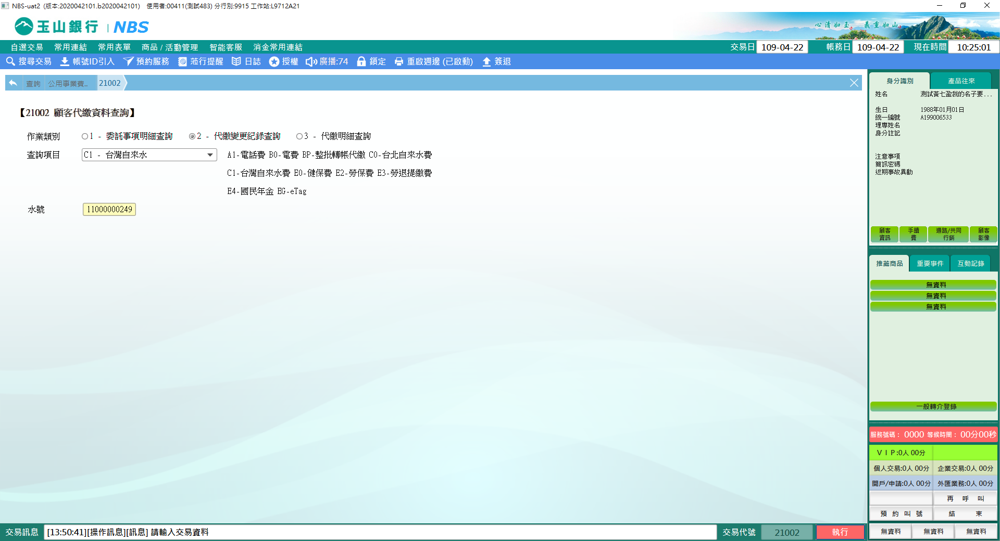 NBS-uat2 (版本:2020042101.b2020042101) 使用者:00411(測試483) 分行別:9915 工作站:L9712A21
玉山銀行 | NBS
心清如玉 義重如山
自選交易 常用連結 常用表單 商品 / 活動管理 智能客服 消金常用連結 交易日 109-04-22 帳務日 109-04-22 現在時間 10:25:01
搜尋交易 帳號ID引入 預約服務 蒞行提醒 日誌 授權 廣播:74 鎖定 重啟週邊 (已啟動) 簽退
查詢 公用事業費.. 21002
【21002 顧客代繳資料查詢】
作業類別 1 - 委託事項明細查詢 2 - 代繳變更紀錄查詢 3 - 代繳明細查詢
查詢項目 C1 - 台灣自來水 A1-電話費 B0-電費 BP-整批轉帳代繳 C0-台北自來水費
C1-台灣自來水費 E0-健保費 E2-勞保費 E3-勞退提繳費
E4-國民年金 EG-eTag
水號 11000000249
身分識別 產品往來
姓名 測試黃七盈我的名子要...
生日 1988年01月01日
統一編號 A199006533
理專姓名
身分註記
注意事項
簡訊密碼
近期事故異動
顧客資訊 手續費 通路/共同行銷 顧客影像
推薦商品 重要事件 互動記錄
無資料
無資料
無資料
一般轉介登錄
服務號碼： 0000 等候時間： 00分00秒
ＶＩＰ:0人 00分
個人交易:0人 00分 企業交易:0人 00分
開戶/申請:0人 00分 外匯業務:0人 00分
再 呼 叫
預 約 叫 號 結 束
無資料 無資料 無資料
交易訊息 [13:50:41][操作訊息][訊息] 請輸入交易資料 交易代號 21002 執行